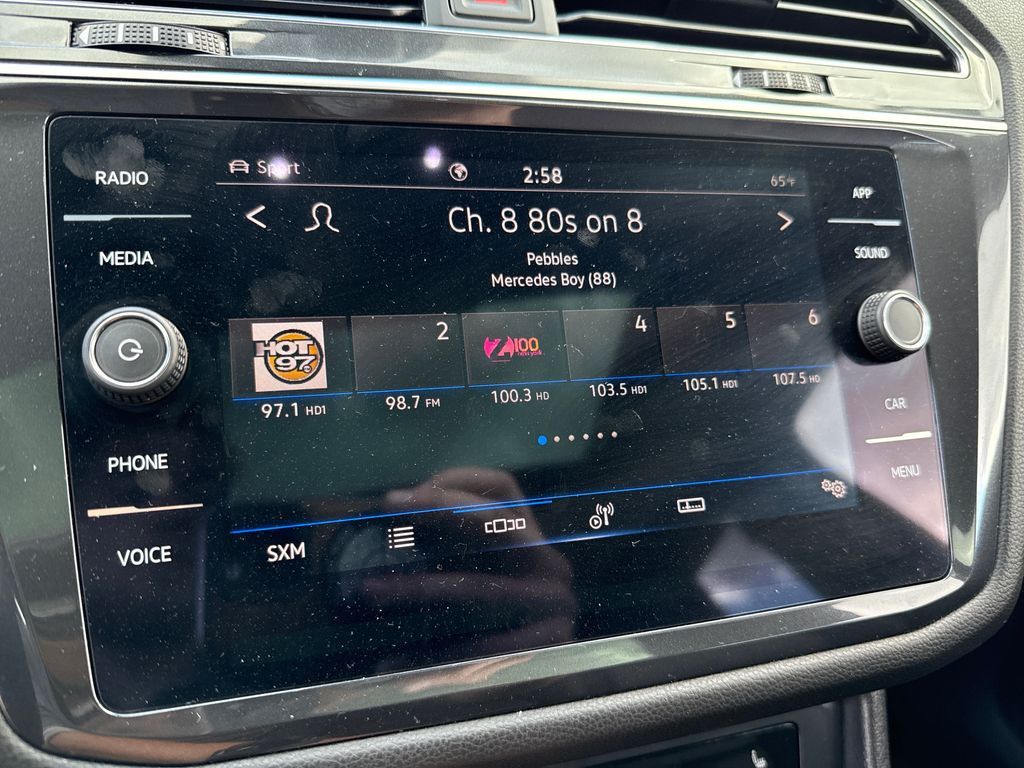 RADIO
MEDIA
PHONE
VOICE
Sport
2:58
65°F
Ch. 8 80s on 8
Pebbles
Mercedes Boy (88)
HOT 97
2
Z100 new york
4
5
6
97.1 HD1
98.7 FM
100.3 HD
103.5 HD1
105.1 HD1
107.5 HD
SXM
APP
SOUND
CAR
MENU